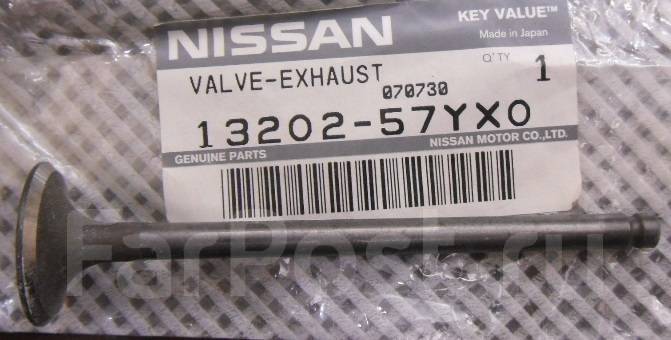 NISSAN
KEY VALUE™
Made in Japan
VALVE-EXHAUST
Q'TY 1
070730
13202-57YX0
GENUINE PARTS
NISSAN MOTOR CO.,LTD.
FarPost.ru